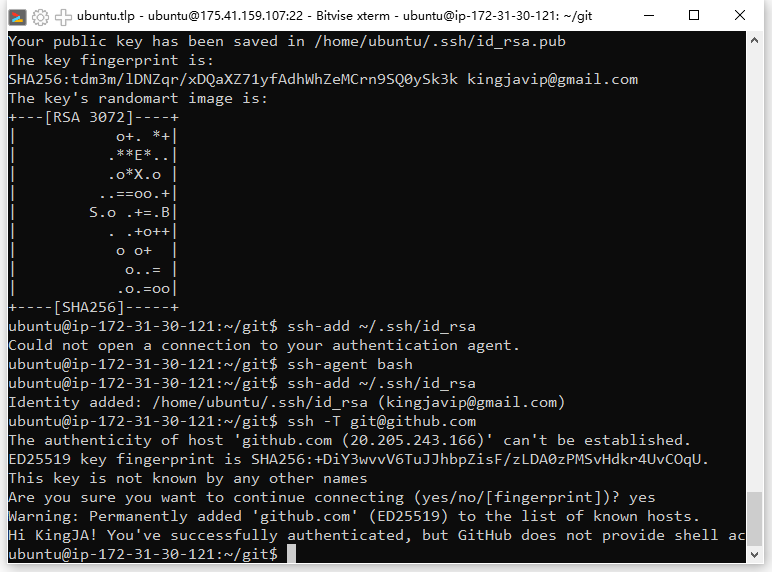 ubuntu.tlp - ubuntu@175.41.159.107:22 - Bitvise xterm - ubuntu@ip-172-31-30-121: ~/git
Your public key has been saved in /home/ubuntu/.ssh/id_rsa.pub
The key fingerprint is:
SHA256:tdm3m/lDNZqr/xDQaXZ71yfAdhWhZeMCrn9SQ0ySk3k kingjavip@gmail.com
The key's randomart image is:
+---[RSA 3072]----+
|           o+. *+|
|          .**E*..|
|          .o*X.o |
|         ..==oo.+|
|        S.o .+=.B|
|          . .+o++|
|           o o+  |
|            o..= |
|           .o.=oo|
+----[SHA256]-----+
ubuntu@ip-172-31-30-121:~/git$ ssh-add ~/.ssh/id_rsa
Could not open a connection to your authentication agent.
ubuntu@ip-172-31-30-121:~/git$ ssh-agent bash
ubuntu@ip-172-31-30-121:~/git$ ssh-add ~/.ssh/id_rsa
Identity added: /home/ubuntu/.ssh/id_rsa (kingjavip@gmail.com)
ubuntu@ip-172-31-30-121:~/git$ ssh -T git@github.com
The authenticity of host 'github.com (20.205.243.166)' can't be established.
ED25519 key fingerprint is SHA256:+DiY3wvvV6TuJJhbpZisF/zLDA0zPMSvHdkr4UvCOqU.
This key is not known by any other names
Are you sure you want to continue connecting (yes/no/[fingerprint])? yes
Warning: Permanently added 'github.com' (ED25519) to the list of known hosts.
Hi KingJA! You've successfully authenticated, but GitHub does not provide shell ac
ubuntu@ip-172-31-30-121:~/git$